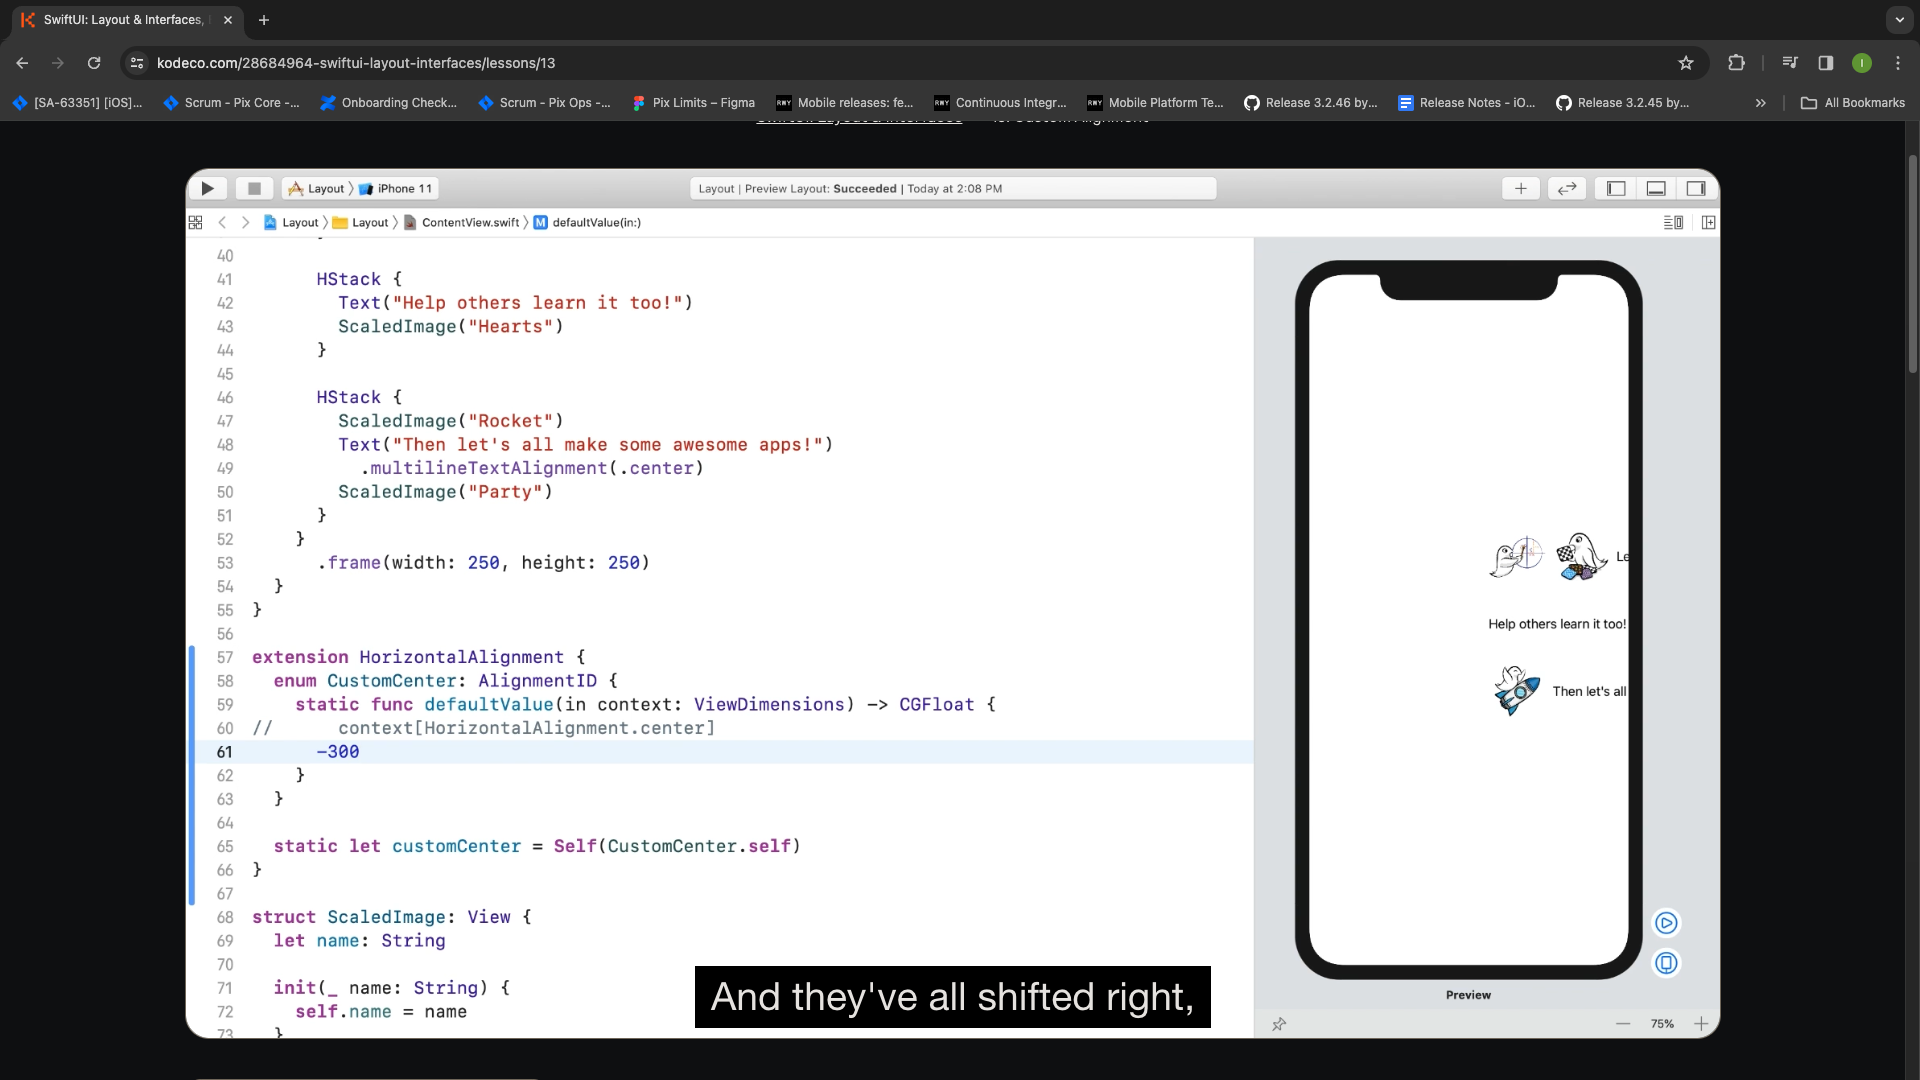 SwiftUI: Layout & Interfaces,
kodeco.com/28684964-swiftui-layout-interfaces/lessons/13
[SA-63351] [iOS]...
Scrum - Pix Core -...
Onboarding Check...
Scrum - Pix Ops -...
Pix Limits – Figma
Mobile releases: fe...
Continuous Integr...
Mobile Platform Te...
Release 3.2.46 by...
Release Notes - iO...
Release 3.2.45 by...
All Bookmarks
SwiftUI: Layout & Interfaces
13. Custom Alignment
Layout
iPhone 11
Layout | Preview Layout: Succeeded | Today at 2:08 PM
Layout
Layout
ContentView.swift
M
defaultValue(in:)
40
41 HStack {
42 Text("Help others learn it too!")
43 ScaledImage("Hearts")
44 }
45
46 HStack {
47 ScaledImage("Rocket")
48 Text("Then let's all make some awesome apps!")
49 .multilineTextAlignment(.center)
50 ScaledImage("Party")
51 }
52 }
53 .frame(width: 250, height: 250)
54 }
55 }
56
57 extension HorizontalAlignment {
58 enum CustomCenter: AlignmentID {
59 static func defaultValue(in context: ViewDimensions) -> CGFloat {
60 // context[HorizontalAlignment.center]
61 -300
62 }
63 }
64
65 static let customCenter = Self(CustomCenter.self)
66 }
67
68 struct ScaledImage: View {
69 let name: String
70
71 init(_ name: String) {
72 self.name = name
73 }
Le
Help others learn it too!
Then let's all
Preview
75%
And they've all shifted right,